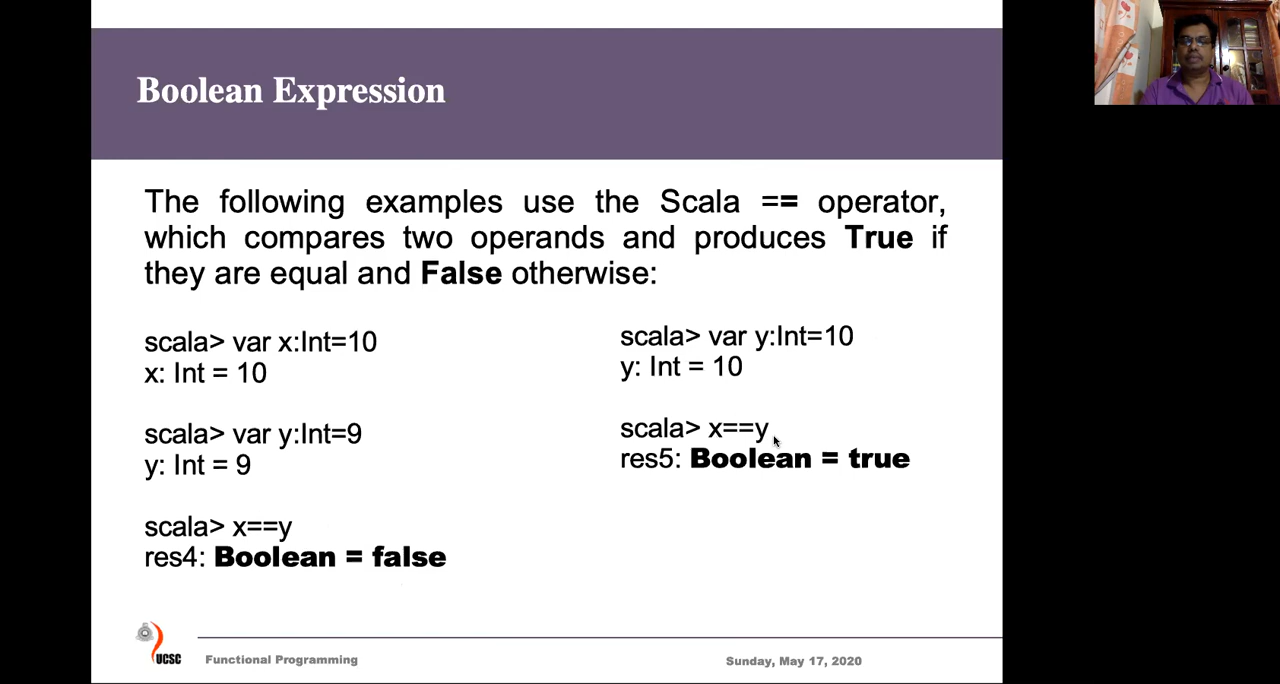 Boolean Expression
The following examples use the Scala == operator,
which compares two operands and produces True if
they are equal and False otherwise:
scala> var x:Int=10
x: Int = 10
scala> var y:Int=9
y: Int = 9
scala> x==y
res4: Boolean = false
scala> var y:Int=10
y: Int = 10
scala> x==y
res5: Boolean = true
UCSC
Functional Programming
Sunday, May 17, 2020